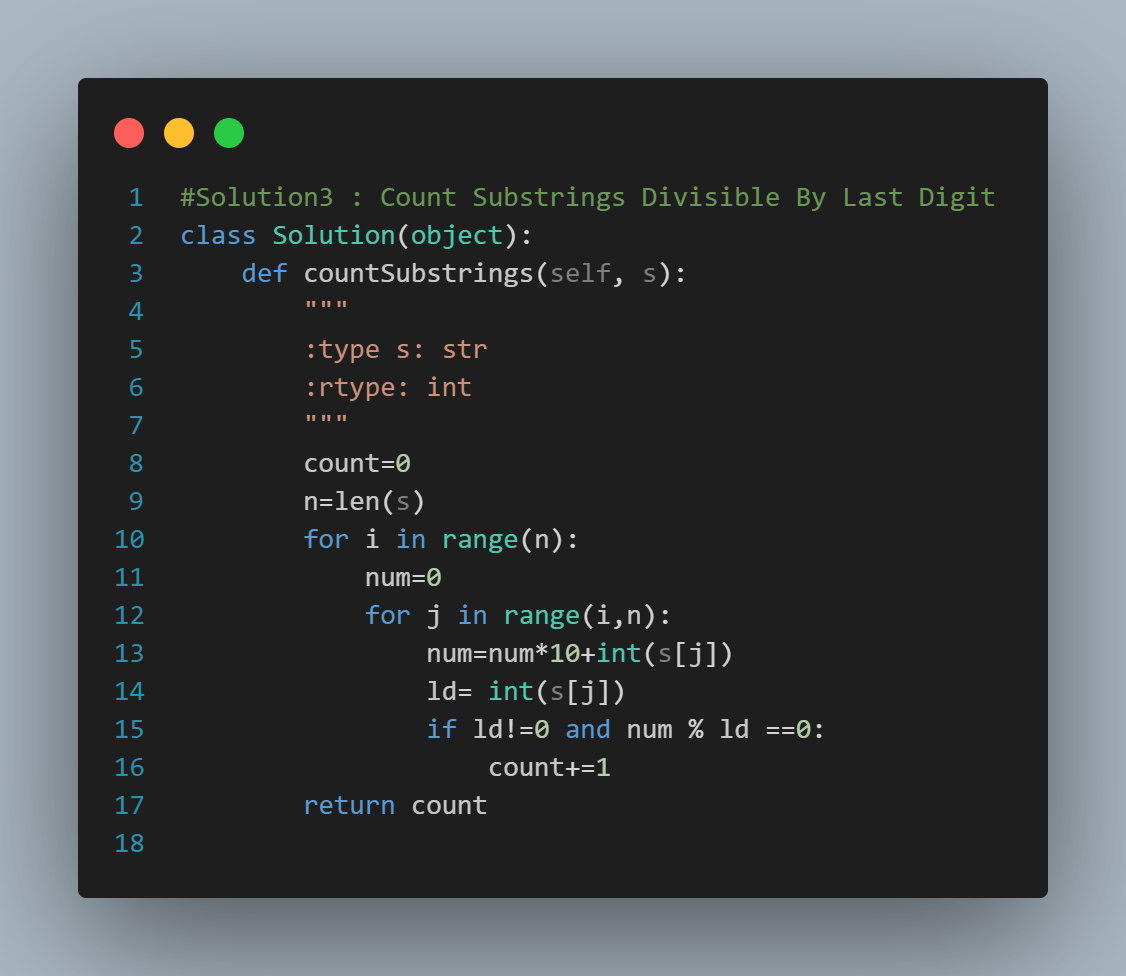 1 #Solution3 : Count Substrings Divisible By Last Digit
2 class Solution(object):
3     def countSubstrings(self, s):
4         """
5         :type s: str
6         :rtype: int
7         """
8         count=0
9         n=len(s)
10         for i in range(n):
11             num=0
12             for j in range(i,n):
13                 num=num*10+int(s[j])
14                 ld= int(s[j])
15                 if ld!=0 and num % ld ==0:
16                     count+=1
17         return count
18